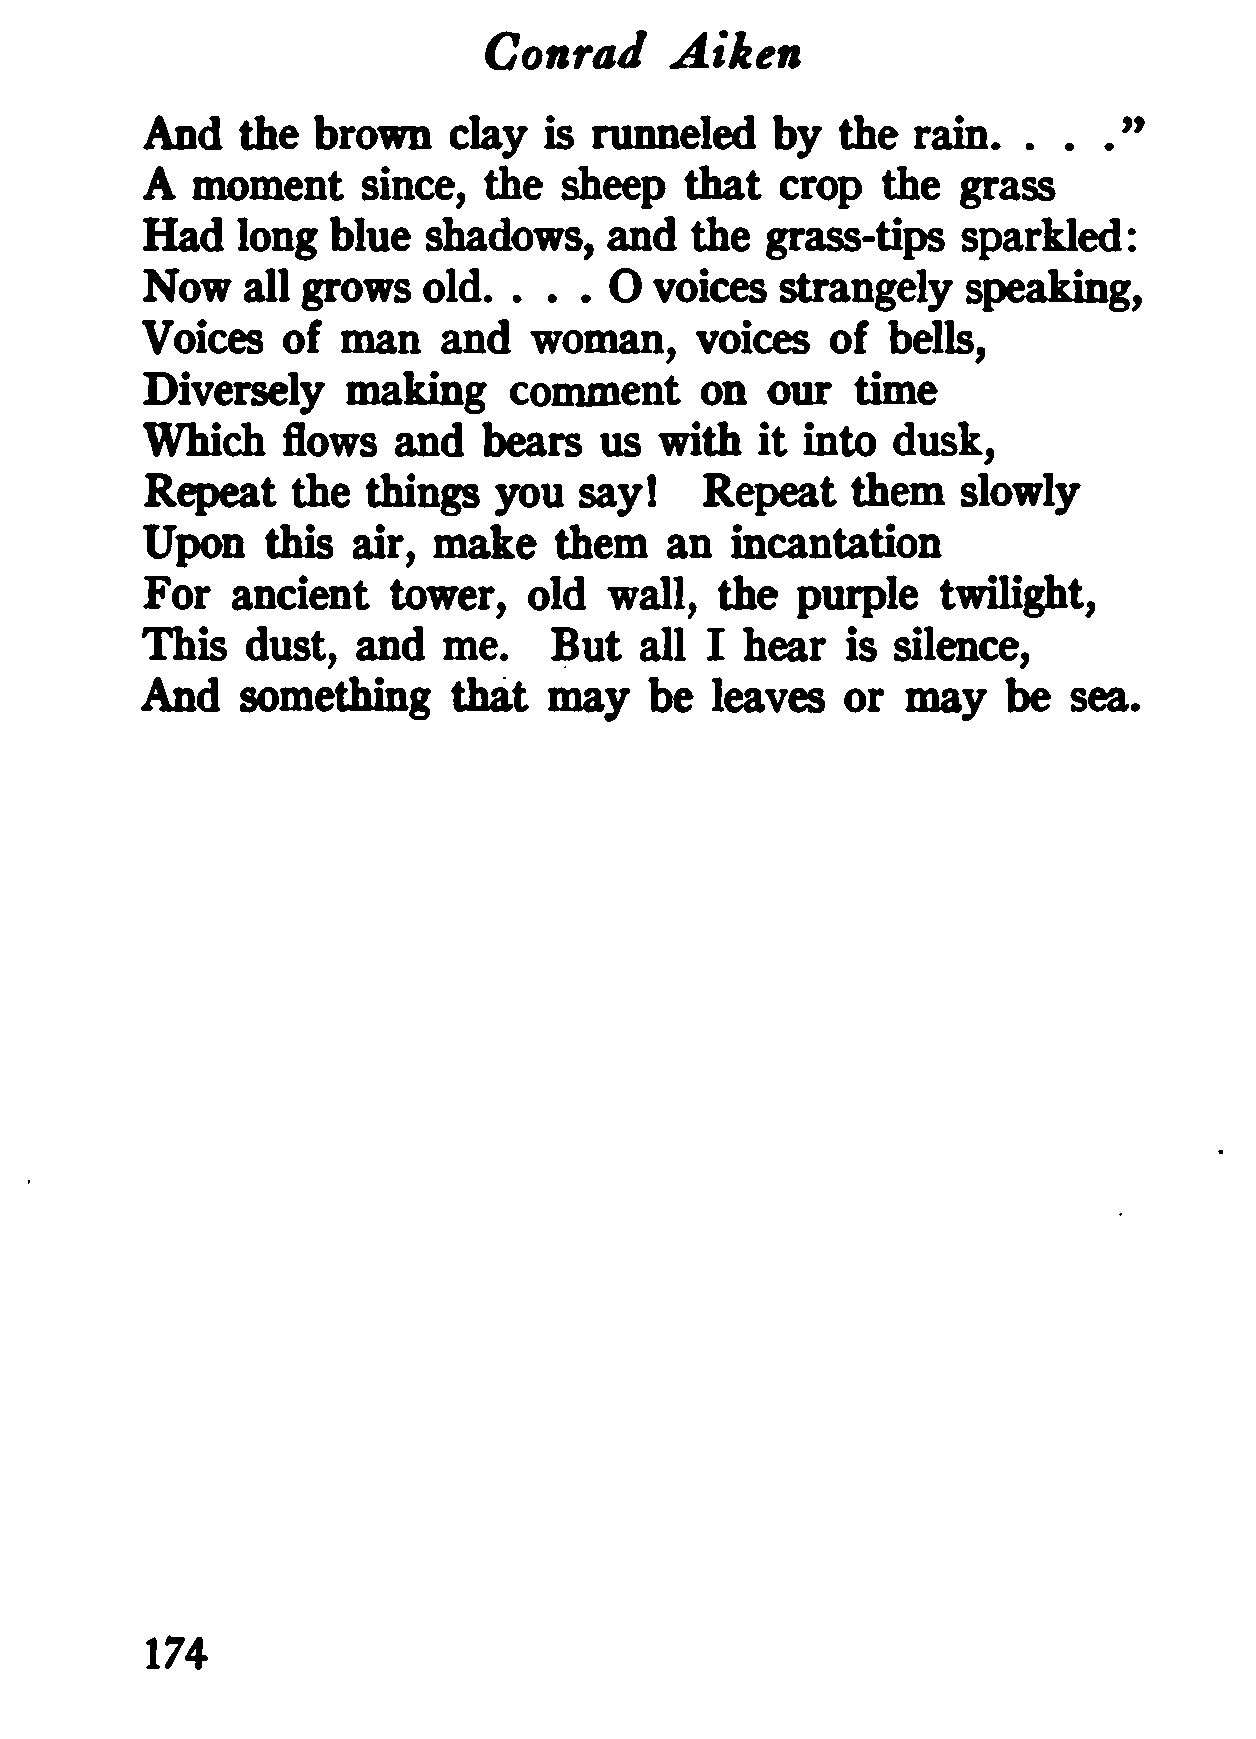 Conrad Aiken
And the brown clay is runneled by the rain. . . ."
A moment since, the sheep that crop the grass
Had long blue shadows, and the grass-tips sparkled:
Now all grows old. . . . O voices strangely speaking,
Voices of man and woman, voices of bells,
Diversely making comment on our time
Which flows and bears us with it into dusk,
Repeat the things you say! Repeat them slowly
Upon this air, make them an incantation
For ancient tower, old wall, the purple twilight,
This dust, and me. But all I hear is silence,
And something that may be leaves or may be sea.
174